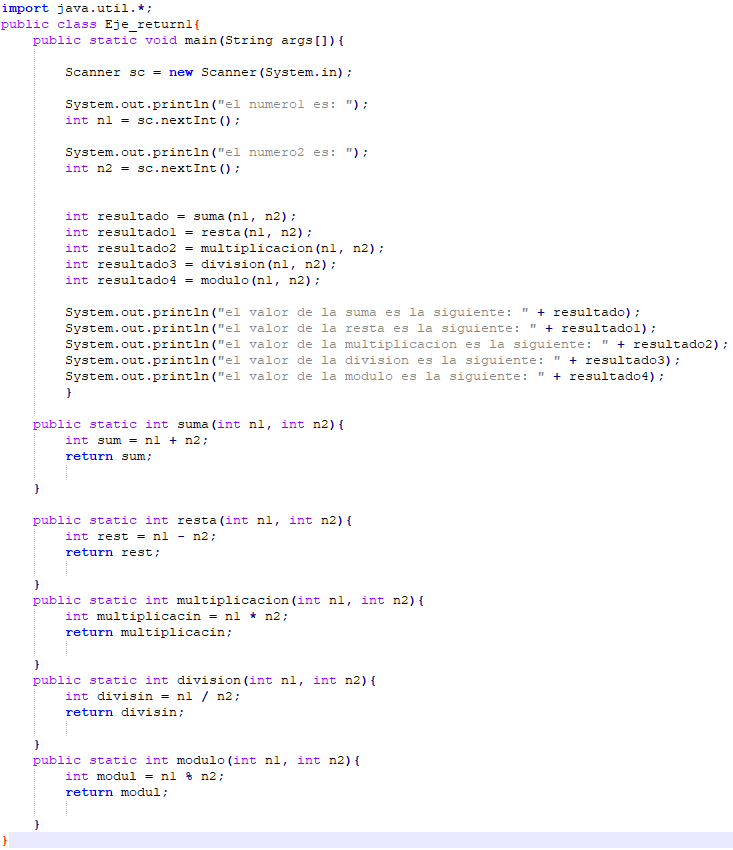 import java.util.*;
public class Eje_return1{
public static void main(String args[]){
Scanner sc = new Scanner(System.in);
System.out.println("el numero1 es: ");
int n1 = sc.nextInt();
System.out.println("el numero2 es: ");
int n2 = sc.nextInt();
int resultado = suma(n1, n2);
int resultado1 = resta(n1, n2);
int resultado2 = multiplicacion(n1, n2);
int resultado3 = division(n1, n2);
int resultado4 = modulo(n1, n2);
System.out.println("el valor de la suma es la siguiente: " + resultado);
System.out.println("el valor de la resta es la siguiente: " + resultado1);
System.out.println("el valor de la multiplicacion es la siguiente: " + resultado2);
System.out.println("el valor de la division es la siguiente: " + resultado3);
System.out.println("el valor de la modulo es la siguiente: " + resultado4);
}
public static int suma(int n1, int n2){
int sum = n1 + n2;
return sum;
}
public static int resta(int n1, int n2){
int rest = n1 - n2;
return rest;
}
public static int multiplicacion(int n1, int n2){
int multiplicacin = n1 * n2;
return multiplicacin;
}
public static int division(int n1, int n2){
int divisin = n1 / n2;
return divisin;
}
public static int modulo(int n1, int n2){
int modul = n1 % n2;
return modul;
}
}